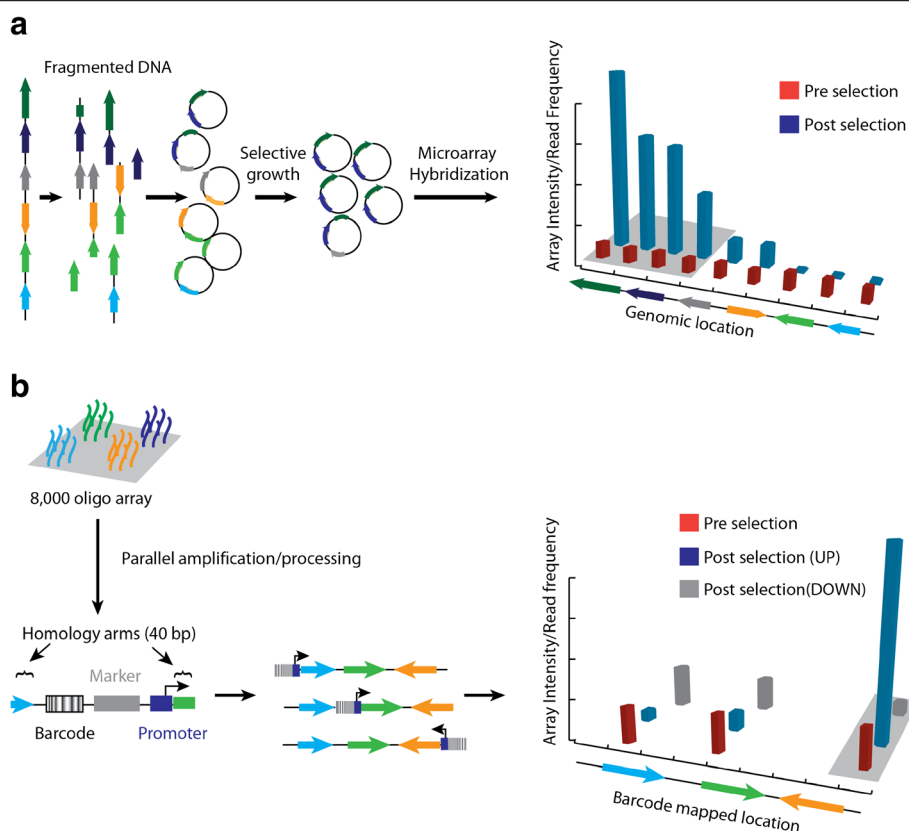 a
Fragmented DNA
Selective
growth
Microarray
Hybridization
Array Intensity/Read Frequency
Pre selection
Post selection
Genomic location
b
8,000 oligo array
Parallel amplification/processing
Homology arms (40 bp)
Marker
Barcode
Promoter
Array Intensity/Read frequency
Pre selection
Post selection (UP)
Post selection(DOWN)
Barcode mapped location